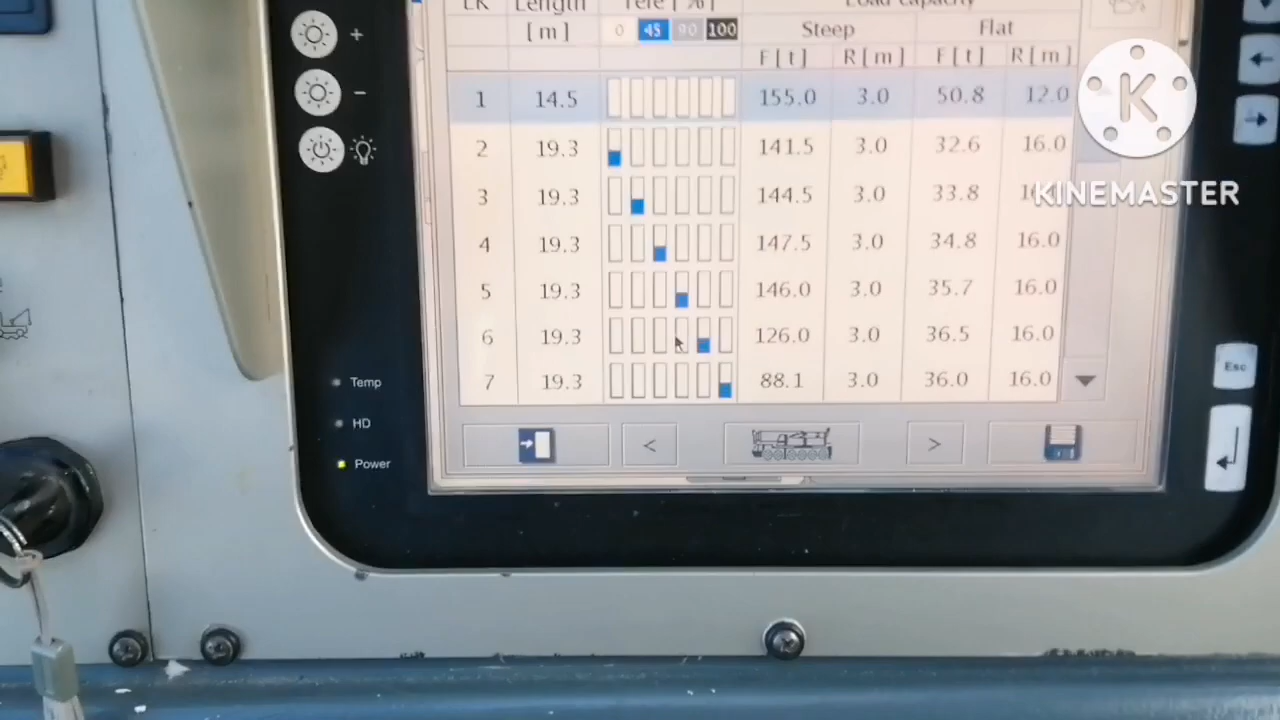 LK Length Tele [%] Load capacity
[m] 0 45 90 100 Steep Flat
F[t] R[m] F[t] R[m]
1 14.5 155.0 3.0 50.8 12.0
2 19.3 141.5 3.0 32.6 16.0
3 19.3 144.5 3.0 33.8
4 19.3 147.5 3.0 34.8 16.0
5 19.3 146.0 3.0 35.7 16.0
6 19.3 126.0 3.0 36.5 16.0
7 19.3 88.1 3.0 36.0 16.0
< >
+
-
Temp
HD
Power
Esc
K
KINEMASTER